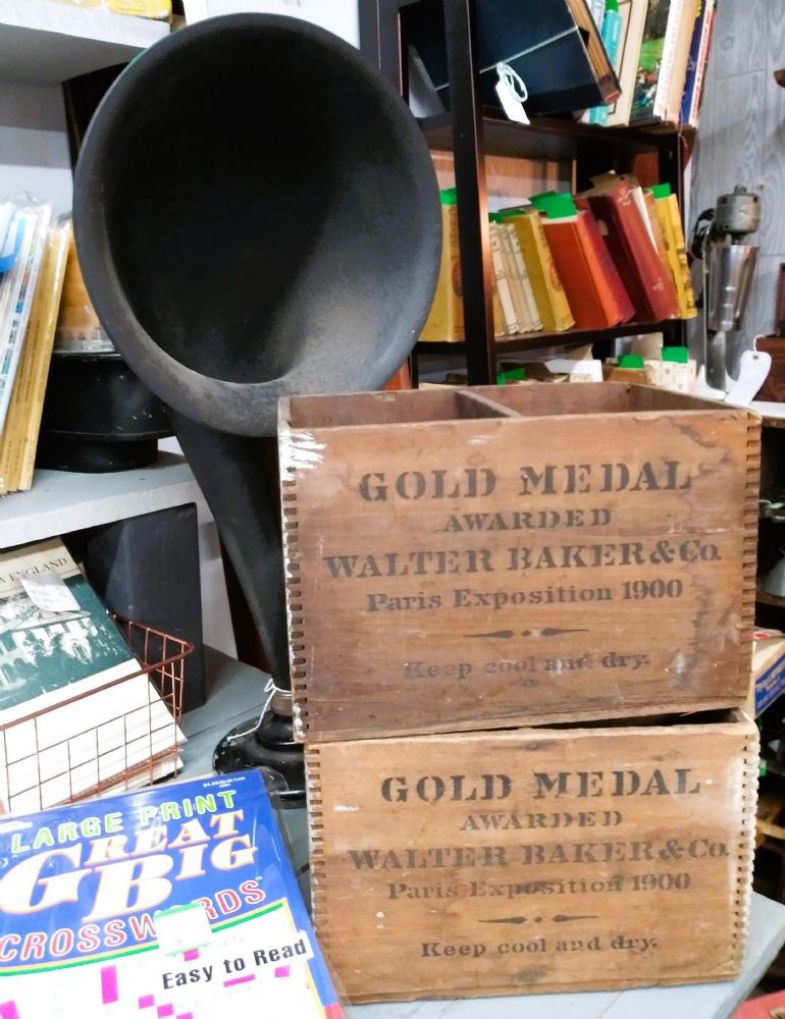 GOLD MEDAL
AWARDED
WALTER BAKER & Co.
Paris Exposition 1900
Keep cool and dry.
GOLD MEDAL
AWARDED
WALTER BAKER & Co.
Paris Exposition 1900
Keep cool and dry.
ENGLAND
LARGE PRINT
GREAT
BIG
CROSSWORDS
Easy to Read